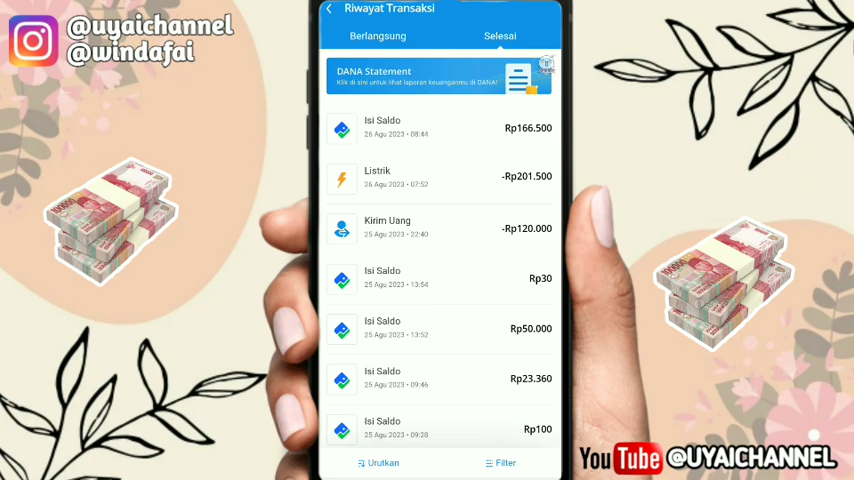 @uyaichannel
@windafai
Riwayat Transaksi
Berlangsung
Selesai
DANA Statement
Klik di sini untuk lihat laporan keuanganmu di DANA!
Isi Saldo
26 Agu 2023 • 08:44
Rp166.500
Listrik
26 Agu 2023 • 07:52
-Rp201.500
Kirim Uang
25 Agu 2023 • 22:40
-Rp120.000
Isi Saldo
25 Agu 2023 • 13:54
Rp30
Isi Saldo
25 Agu 2023 • 13:52
Rp50.000
Isi Saldo
25 Agu 2023 • 09:46
Rp23.360
Isi Saldo
25 Agu 2023 • 09:28
Rp100
Urutkan
Filter
YouTube @UYAICHANNEL